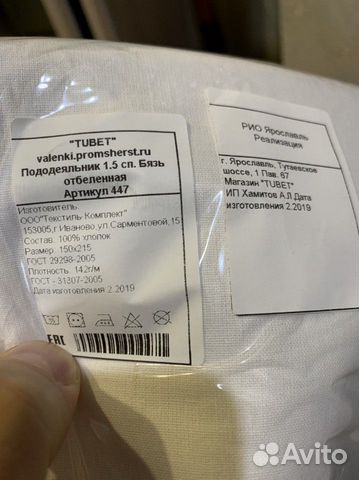 "TUBET"
valenki.promsherst.ru
Пододеяльник 1.5 сп. Бязь
отбеленная
Артикул 447
Изготовитель:
ООО"Текстиль Комплект"
153005,г.Иваново,ул.Сарментовой,15
Состав: 100% хлопок
Размер: 150x215
ГОСТ 29298-2005
Плотность: 142г/м
ГОСТ - 31307-2005
Дата изготовления 2.2019
EAC
РИО Ярославль
Реализация
г. Ярославль, Тутаевское
шоссе, 1 Пав. 67
Магазин "TUBET"
ИП Хамитов А.Л.Дата
изготовления 2.2019
Avito